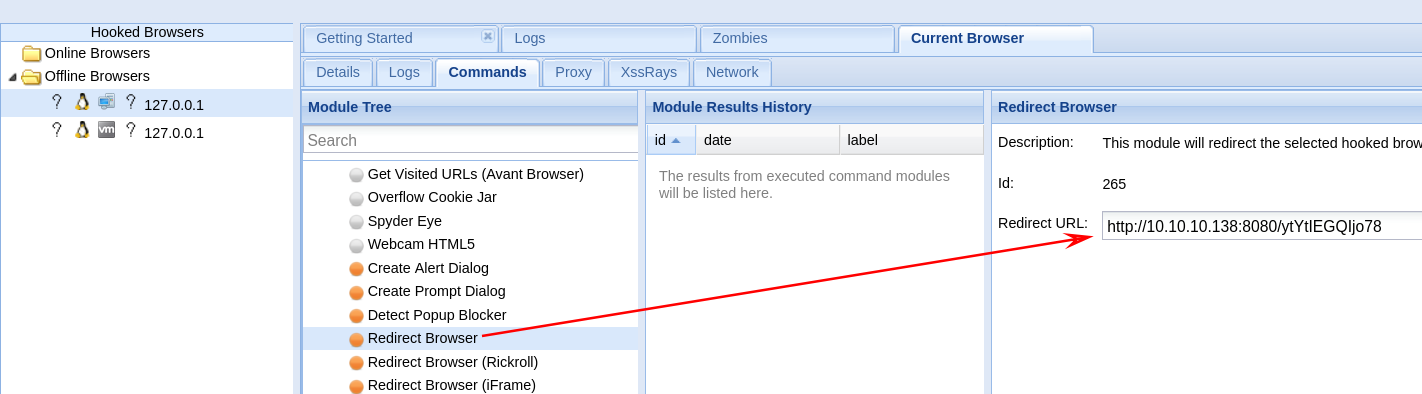 Hooked Browsers
Online Browsers
Offline Browsers
127.0.0.1
vm 127.0.0.1
Getting Started
Logs
Zombies
Current Browser
Details
Logs
Commands
Proxy
XssRays
Network
Module Tree
Search
Get Visited URLs (Avant Browser)
Overflow Cookie Jar
Spyder Eye
Webcam HTML5
Create Alert Dialog
Create Prompt Dialog
Detect Popup Blocker
Redirect Browser
Redirect Browser (Rickroll)
Redirect Browser (iFrame)
Module Results History
id date label
The results from executed command modules
will be listed here.
Redirect Browser
Description: This module will redirect the selected hooked brow
Id: 265
Redirect URL: http://10.10.10.138:8080/ytYtIEGQIjo78